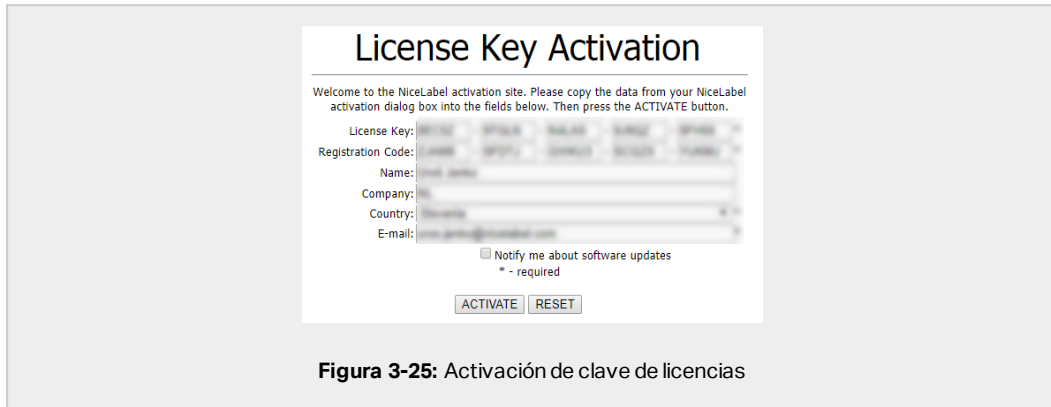 License Key Activation
Welcome to the NiceLabel activation site. Please copy the data from your NiceLabel
activation dialog box into the fields below. Then press the ACTIVATE button.
License Key: - - - - *
Registration Code: - - - - *
Name:
Company:
Country: *
E-mail: *
Notify me about software updates
* - required
ACTIVATE RESET
Figura 3-25: Activación de clave de licencias